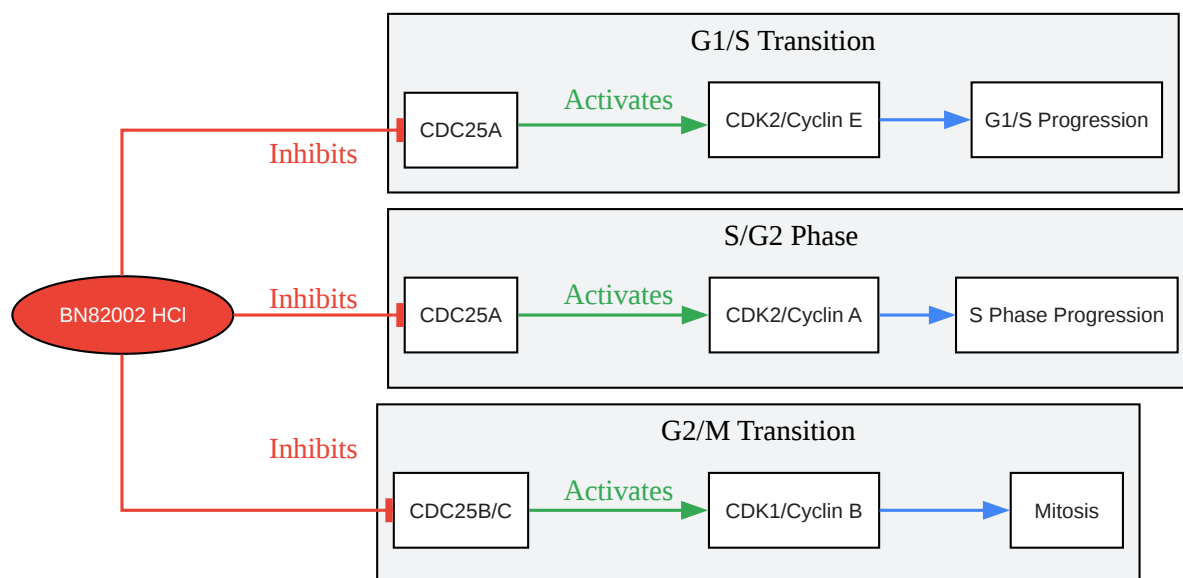 G1/S Transition
Inhibits
CDC25A
Activates
CDK2/Cyclin E
G1/S Progression
S/G2 Phase
BN82002 HCl
Inhibits
CDC25A
Activates
CDK2/Cyclin A
S Phase Progression
G2/M Transition
Inhibits
CDC25B/C
Activates
CDK1/Cyclin B
Mitosis